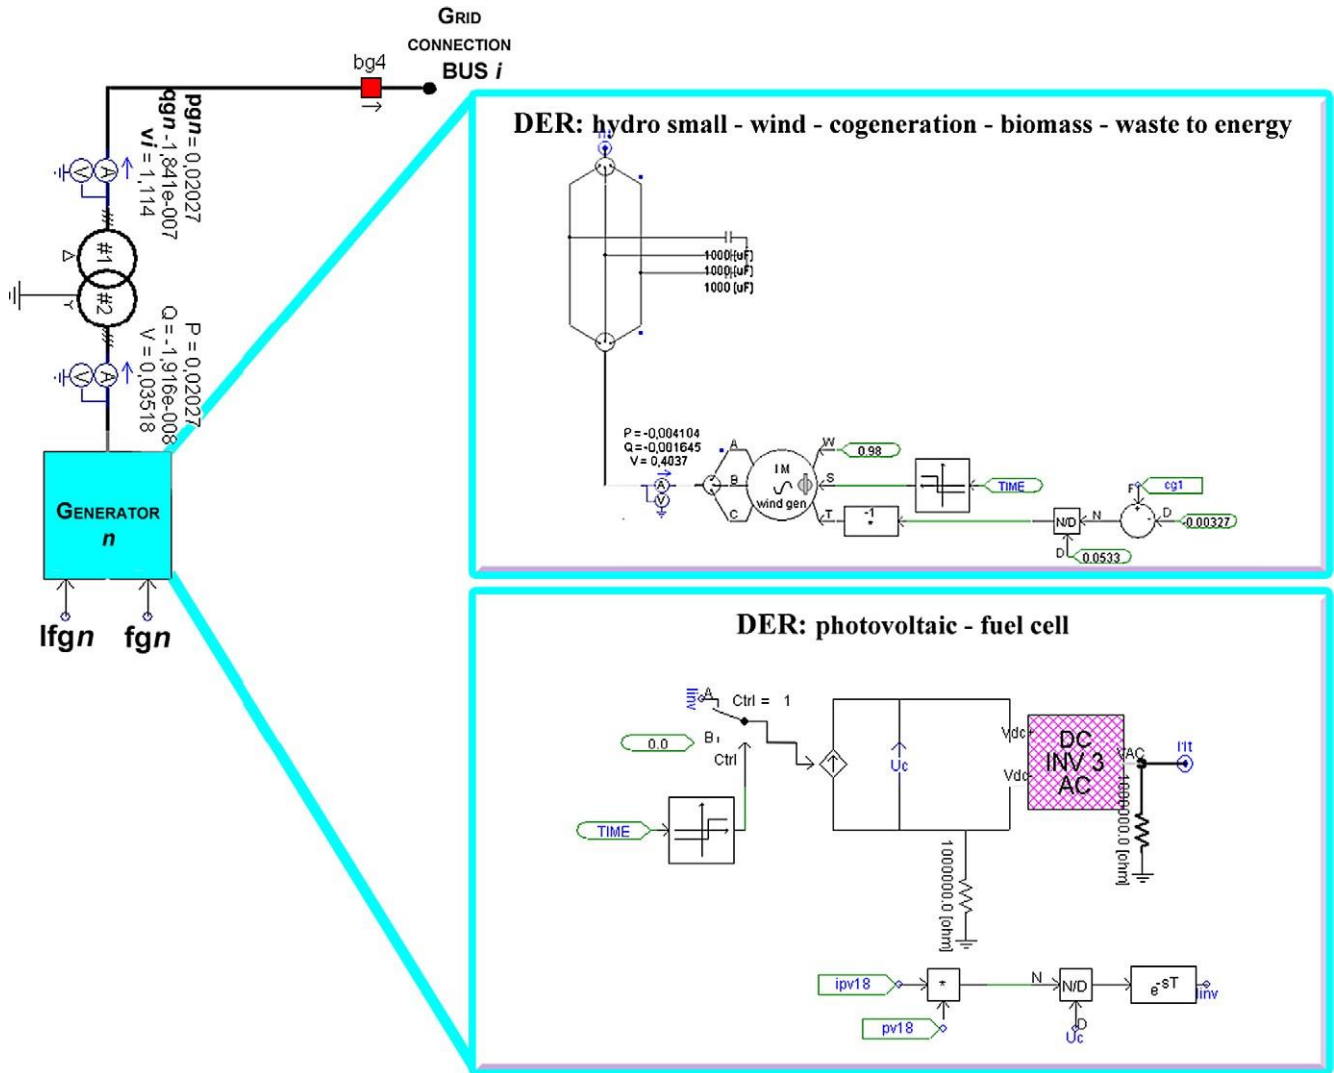 GRID
CONNECTION
BUS i
bg4
pgn = 0,02027
qgn - 1,841e-007
vi = 1,114
V
A
#1
#2
Y
P = 0,02027
Q = -1,916e-008
V = 0,03518
V
A
GENERATOR
n
lfgn
fgn
DER: hydro small - wind - cogeneration - biomass - waste to energy
1000 [uF]
1000 [uF]
1000 [uF]
P = -0,004104
Q = -0,001645
V = 0,4037
A
V
A
B
C
I M
wind gen
W
S
T
0.98
TIME
-1
*
N/D
N
D
0.0533
F
cg1
D
-0.00327
DER: photovoltaic - fuel cell
Iinv
A
Ctrl = 1
0.0
B
Ctrl
TIME
Uc
1000000.0 [ohm]
Vdc
Vdc
DC
INV 3
AC
VAC
1000000.0 [ohm]
ipv18
*
pv18
N
N/D
D
Uc
e-sT
Iinv